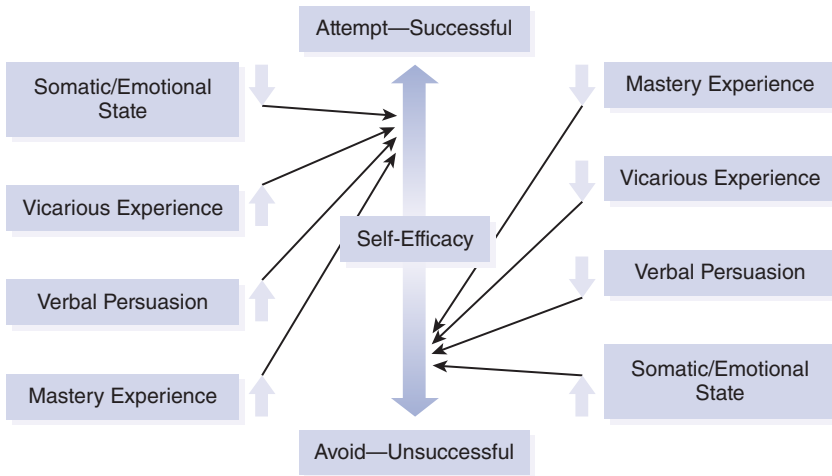 Attempt—Successful
Somatic/Emotional
State
Vicarious Experience
Verbal Persuasion
Mastery Experience
Self-Efficacy
Mastery Experience
Vicarious Experience
Verbal Persuasion
Somatic/Emotional
State
Avoid—Unsuccessful